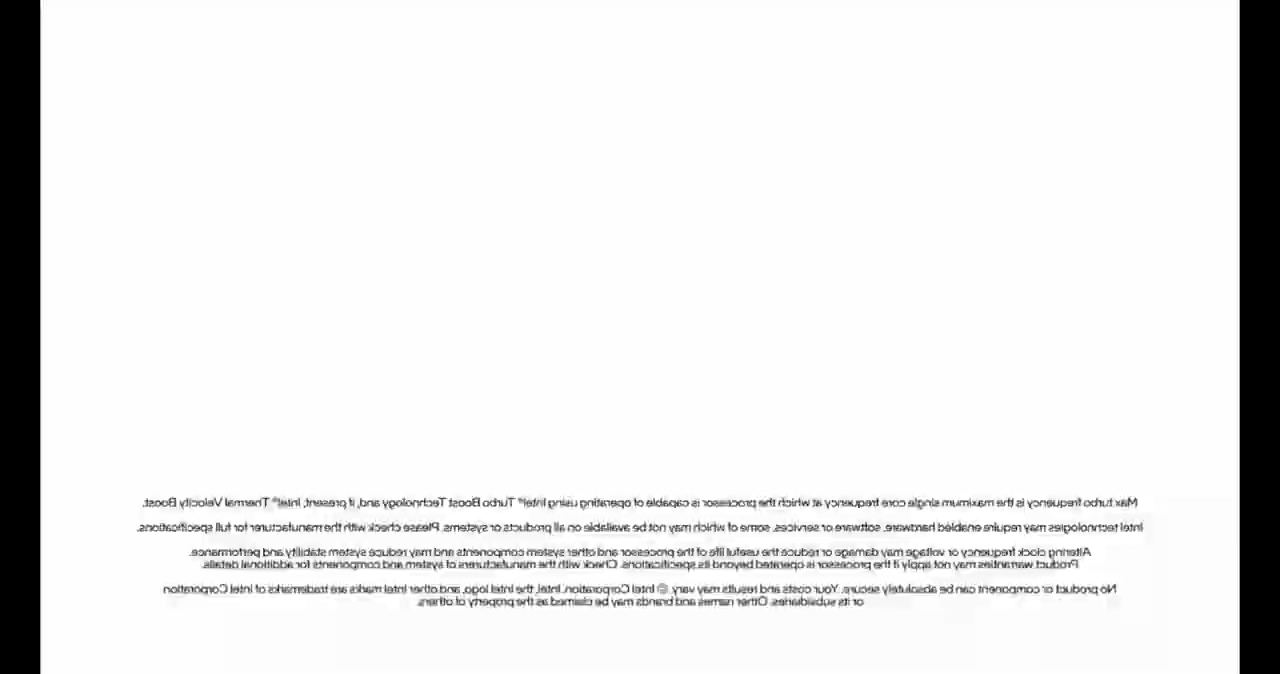 Max turbo frequency is the maximum single core frequency at which the processor is capable of operating using Intel® Turbo Boost Technology and, if present, Intel® Thermal Velocity Boost.
Intel technologies may require enabled hardware, software or services, some of which may not be available on all products or systems. Please check with the manufacturer for full specifications.
Altering clock frequency or voltage may damage or reduce the useful life of the processor and other system components and may reduce system stability and performance.
Product warranties may not apply if the processor is operated beyond its specifications. Check with the manufacturers of system and components for additional details.
No product or component can be absolutely secure. Your costs and results may vary. © Intel Corporation. Intel, the Intel logo, and other Intel marks are trademarks of Intel Corporation
or its subsidiaries. Other names and brands may be claimed as the property of others.